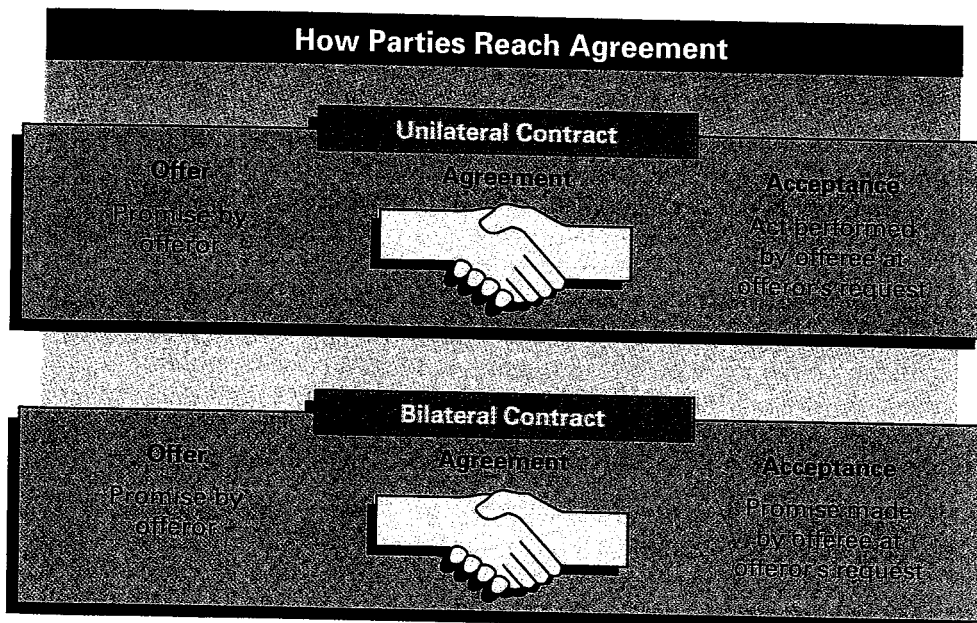 How Parties Reach Agreement
Unilateral Contract
Offer
Promise by
offeror
Agreement
Acceptance
Act performed
by offeree at
offeror's request
Bilateral Contract
Offer
Promise by
offeror
Agreement
Acceptance
Promise made
by offeree at
offeror's request